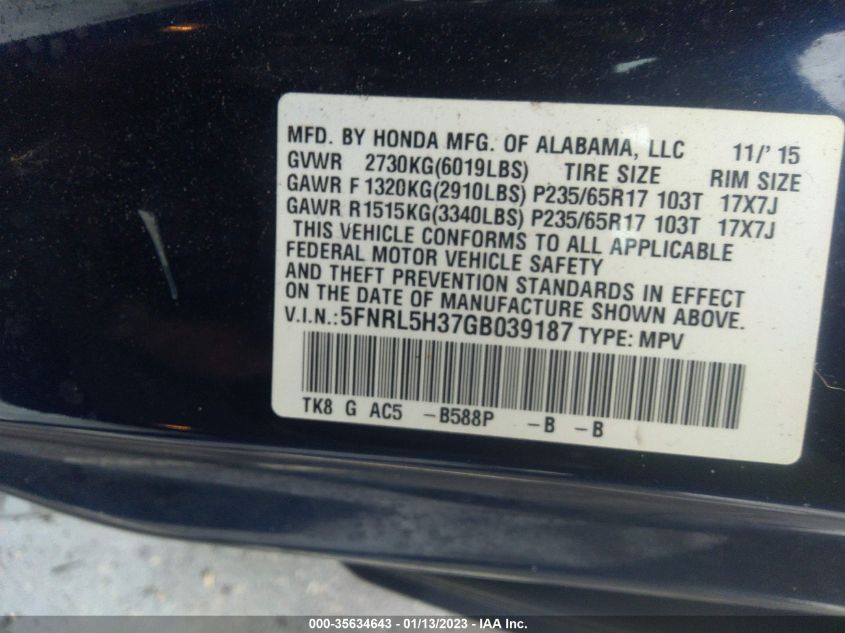 MFD. BY HONDA MFG. OF ALABAMA, LLC 11/' 15
GVWR 2730KG(6019LBS) TIRE SIZE RIM SIZE
GAWR F 1320KG(2910LBS) P235/65R17 103T 17X7J
GAWR R1515KG(3340LBS) P235/65R17 103T 17X7J
THIS VEHICLE CONFORMS TO ALL APPLICABLE
FEDERAL MOTOR VEHICLE SAFETY
AND THEFT PREVENTION STANDARDS IN EFFECT
ON THE DATE OF MANUFACTURE SHOWN ABOVE.
V.I.N.:5FNRL5H37GB039187 TYPE: MPV
TK8 G AC5 -B588P -B -B
000-35634643 — 01/13/2023 — IAA Inc.